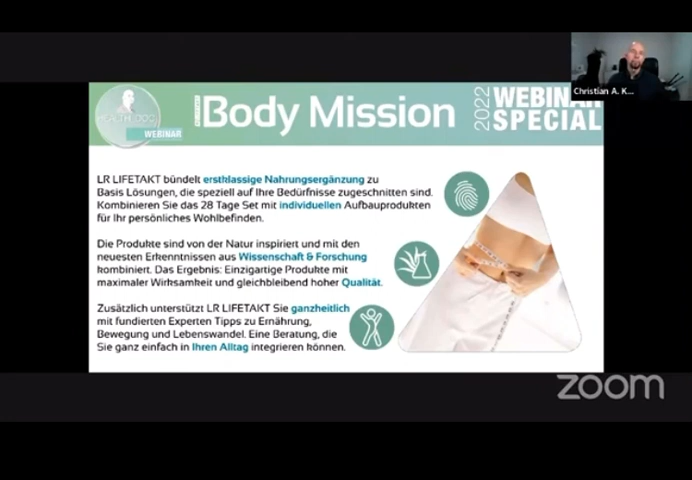 HEALTH DOC
WEBINAR
Body Mission
2022
WEBINAR
SPECIAL
Christian A. K...
LR LIFETAKT bündelt erstklassige Nahrungsergänzung zu
Basis Lösungen, die speziell auf Ihre Bedürfnisse zugeschnitten sind.
Kombinieren Sie das 28 Tage Set mit individuellen Aufbauprodukten
für Ihr persönliches Wohlbefinden.
Die Produkte sind von der Natur inspiriert und mit den
neuesten Erkenntnissen aus Wissenschaft & Forschung
kombiniert. Das Ergebnis: Einzigartige Produkte mit
maximaler Wirksamkeit und gleichbleibend hoher Qualität.
Zusätzlich unterstützt LR LIFETAKT Sie ganzheitlich
mit fundierten Experten Tipps zu Ernährung,
Bewegung und Lebenswandel. Eine Beratung, die
Sie ganz einfach in Ihren Alltag integrieren können.
zoom